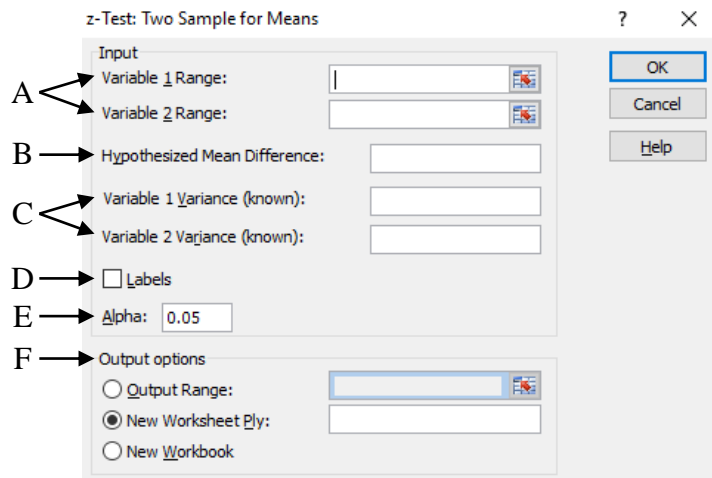 z-Test: Two Sample for Means ? ×
Input
A Variable 1 Range: OK
Variable 2 Range: Cancel
B Hypothesized Mean Difference: Help
C Variable 1 Variance (known):
Variable 2 Variance (known):
D Labels
E Alpha: 0.05
F Output options
Output Range:
New Worksheet Ply:
New Workbook